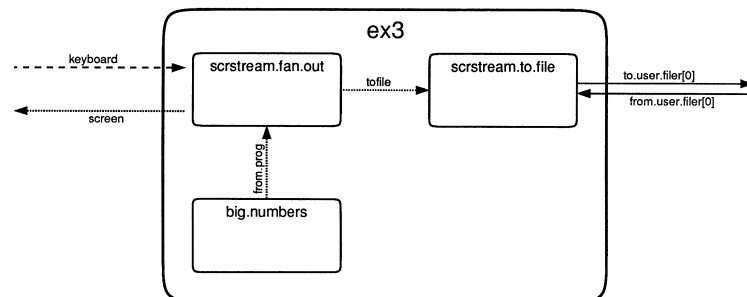 ex3
keyboard
scrstream.fan.out
scrstream.to.file
tofile
to.user.filer[0]
from.user.filer[0]
screen
from.prog
big.numbers